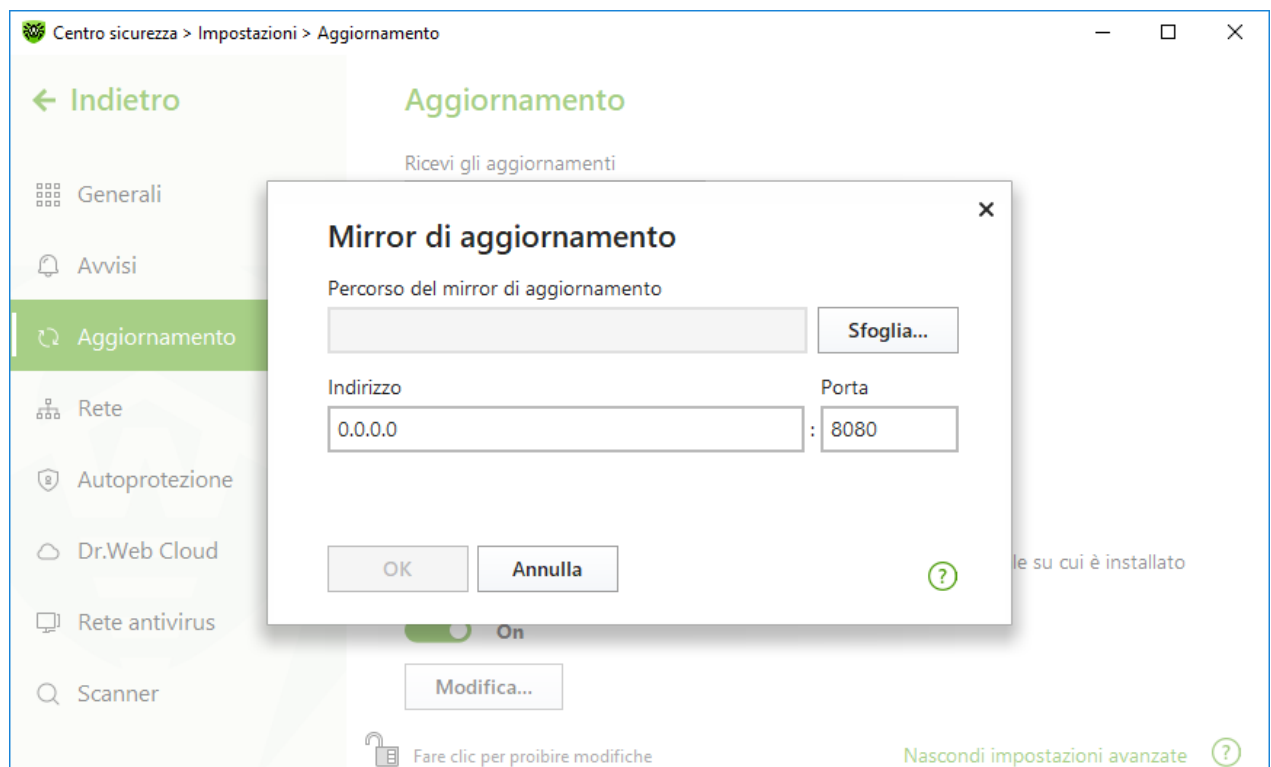 Centro sicurezza > Impostazioni > Aggiornamento
Indietro
Generali
Avvisi
Aggiornamento
Rete
Autoprotezione
Dr.Web Cloud
Rete antivirus
Scanner
Aggiornamento
Ricevi gli aggiornamenti
Mirror di aggiornamento
Percorso del mirror di aggiornamento
Sfoglia...
Indirizzo Porta
0.0.0.0 : 8080
OK Annulla ?
le su cui è installato
On
Modifica...
Fare clic per proibire modifiche
Nascondi impostazioni avanzate ?